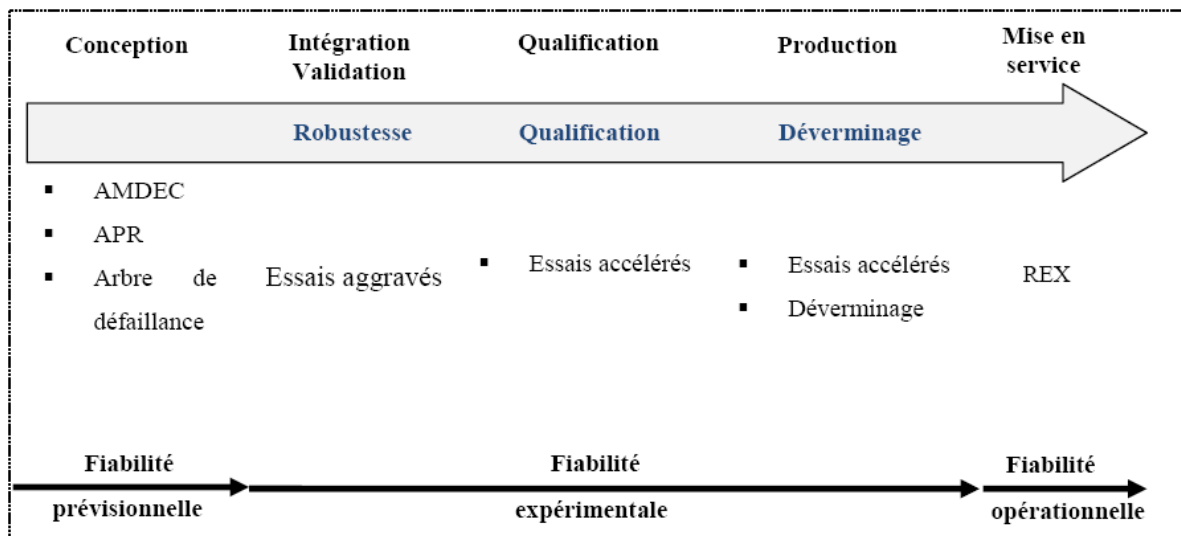 Conception
Intégration
Validation
Qualification
Production
Mise en
service
Robustesse
Qualification
Déverminage
▪ AMDEC
▪ APR
▪ Arbre de
défaillance
Essais aggravés
▪ Essais accélérés
▪ Essais accélérés
▪ Déverminage
REX
Fiabilité
prévisionnelle
Fiabilité
expérimentale
Fiabilité
opérationnelle